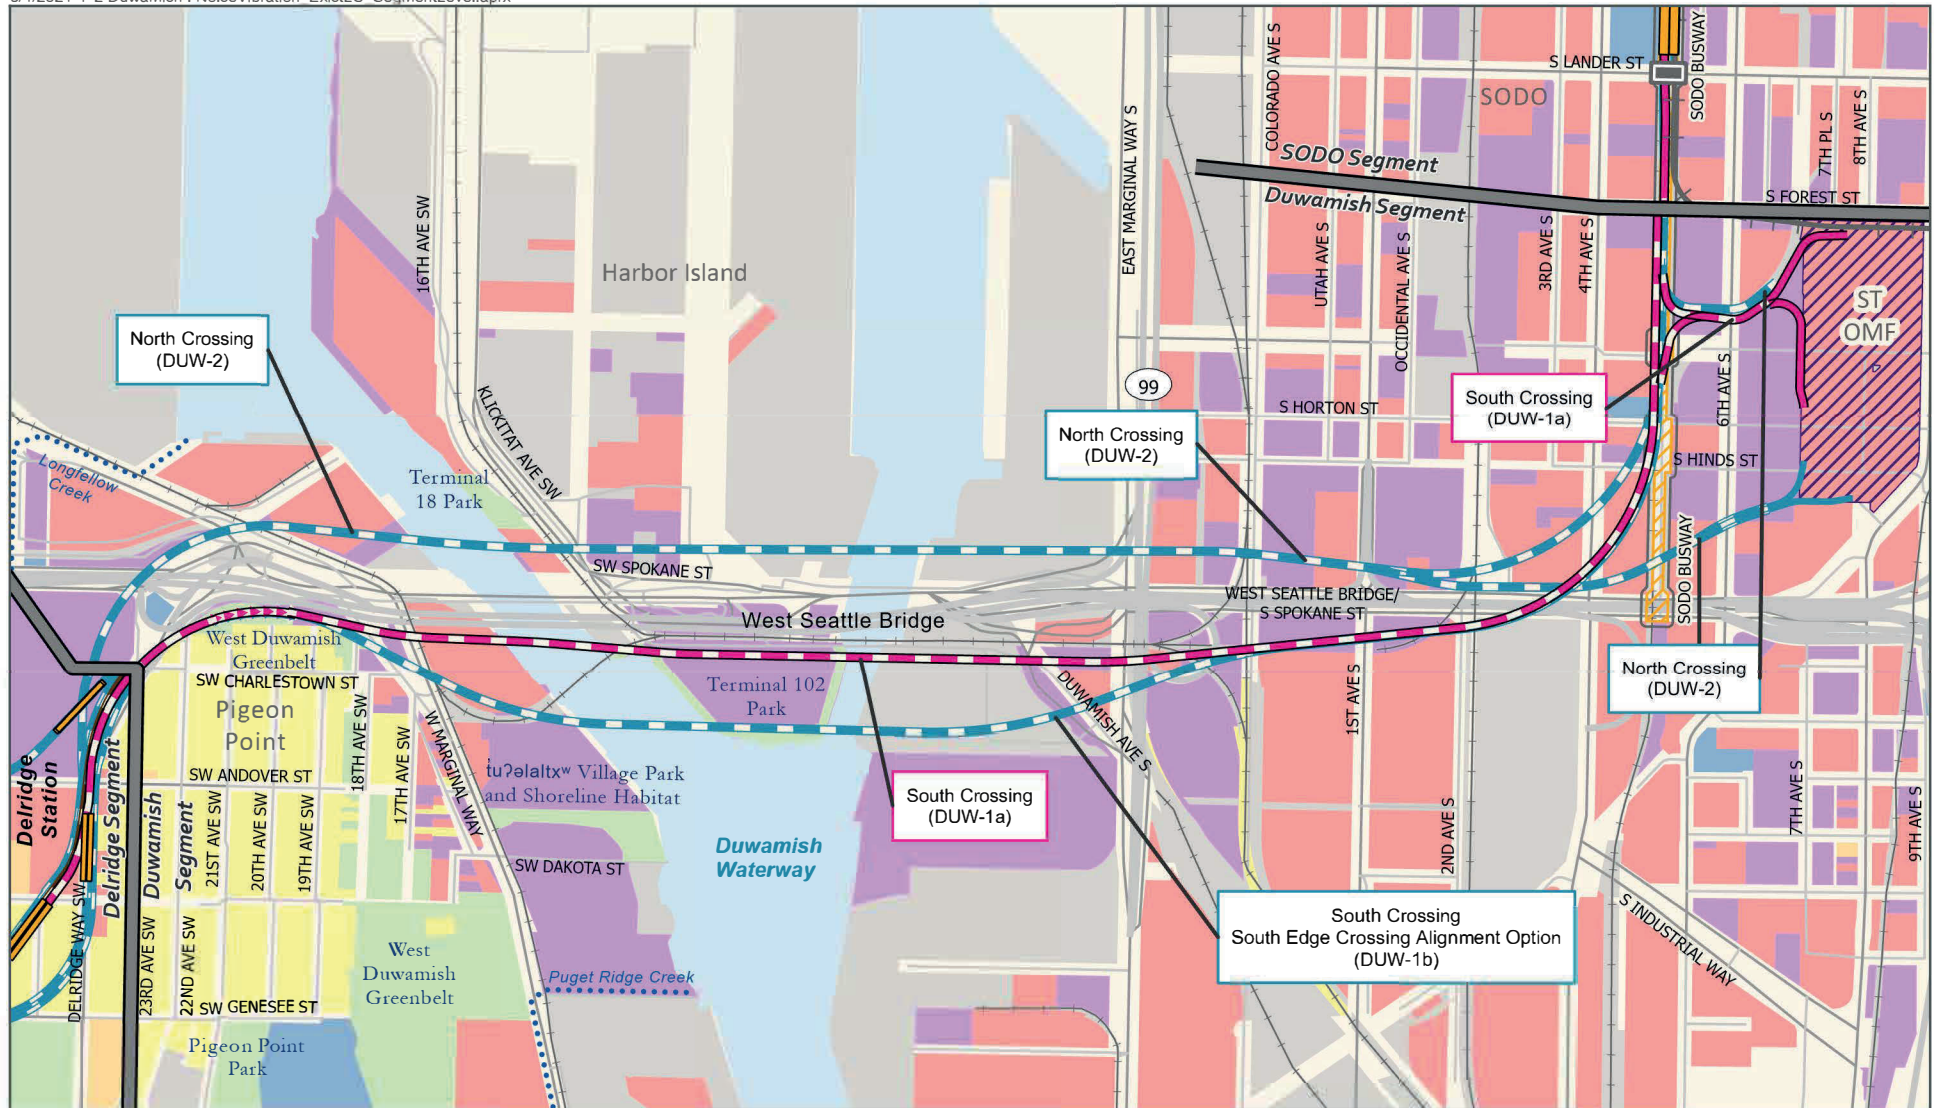 S LANDER ST
SODO BUSWAY
COLORADO AVE S
SODO
EAST MARGINAL WAY S
7TH PL S
8TH AVE S
SODO Segment
Duwamish Segment
S FOREST ST
16TH AVE SW
Harbor Island
UTAH AVE S
OCCIDENTAL AVE S
3RD AVE S
4TH AVE S
ST
OMF
North Crossing
(DUW-2)
99
6TH AVE S
South Crossing
(DUW-1a)
KLICKITAT AVE SW
S HORTON ST
North Crossing
(DUW-2)
S HINDS ST
Longfellow
Creek
Terminal
18 Park
SW SPOKANE ST
SODO BUSWAY
WEST SEATTLE BRIDGE/
S SPOKANE ST
West Seattle Bridge
West Duwamish
Greenbelt
SW CHARLESTOWN ST
Pigeon
Point
18TH AVE SW
17TH AVE SW
W MARGINAL WAY
Terminal 102
Park
DUWAMISH AVE S
1ST AVE S
North Crossing
(DUW-2)
Delridge
Station
Delridge Segment
Duwamish
Segment
SW ANDOVER ST
21ST AVE SW
20TH AVE SW
19TH AVE SW
t̓uʔəlaltxʷ Village Park
and Shoreline Habitat
South Crossing
(DUW-1a)
2ND AVE S
7TH AVE S
9TH AVE S
Duwamish
Waterway
SW DAKOTA ST
South Crossing
South Edge Crossing Alignment Option
(DUW-1b)
S INDUSTRIAL WAY
DELRIDGE WAY SW
23RD AVE SW
22ND AVE SW
West
Duwamish
Greenbelt
Puget Ridge Creek
SW GENESEE ST
Pigeon Point
Park